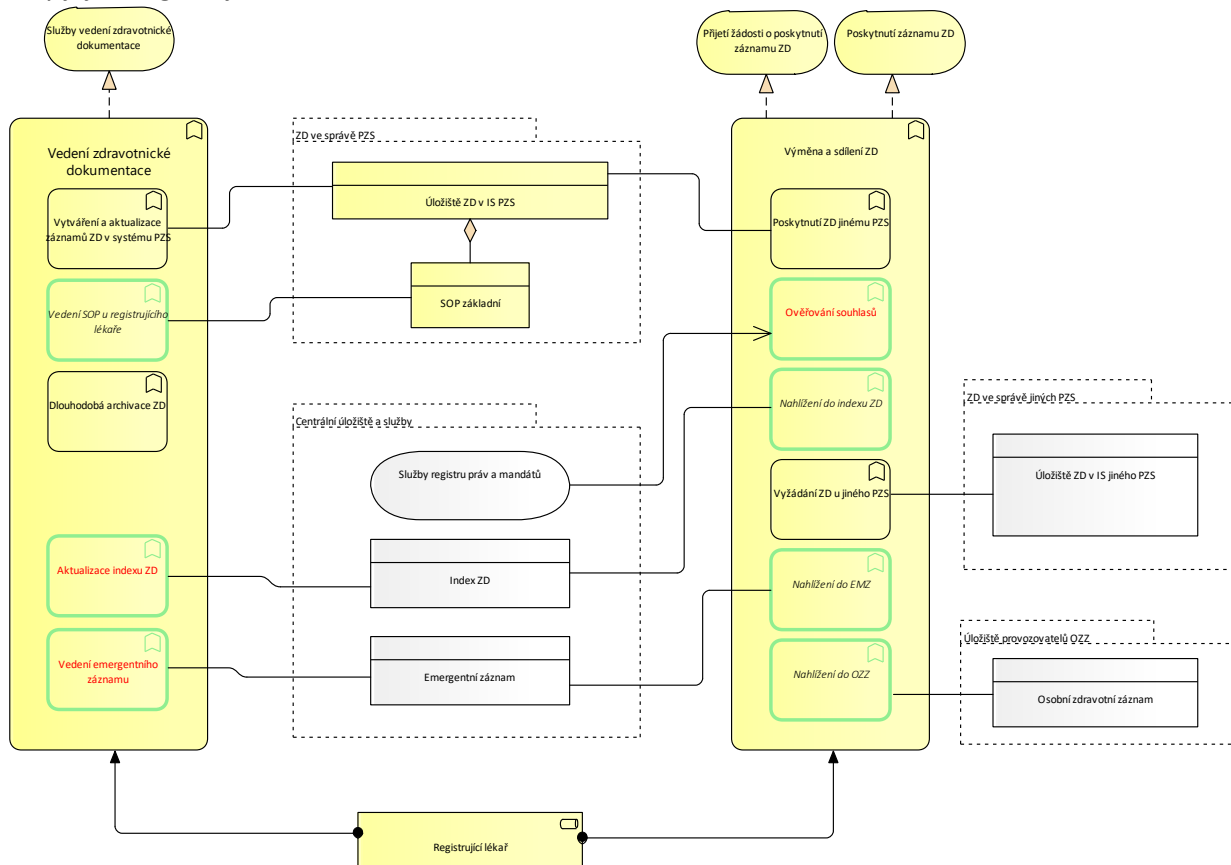 Služby vedení zdravotnické
dokumentace
Přijetí žádosti o poskytnutí
záznamu ZD
Poskytnutí záznamu ZD
Vedení zdravotnické
dokumentace
Vytváření a aktualizace
záznamů ZD v systému PZS
Vedení SOP u registrujícího
lékaře
Dlouhodobá archivace ZD
Aktualizace indexu ZD
Vedení emergentního
záznamu
ZD ve správě PZS
Úložiště ZD v IS PZS
SOP základní
Centrální úložiště a služby
Služby registru práv a mandátů
Index ZD
Emergentní záznam
Výměna a sdílení ZD
Poskytnutí ZD jinému PZS
Ověřování souhlasů
Nahlížení do indexu ZD
Vyžádání ZD u jiného PZS
Nahlížení do EMZ
Nahlížení do OZZ
ZD ve správě jiných PZS
Úložiště ZD v IS jiného PZS
Úložiště provozovatelů OZZ
Osobní zdravotní záznam
Registrující lékař